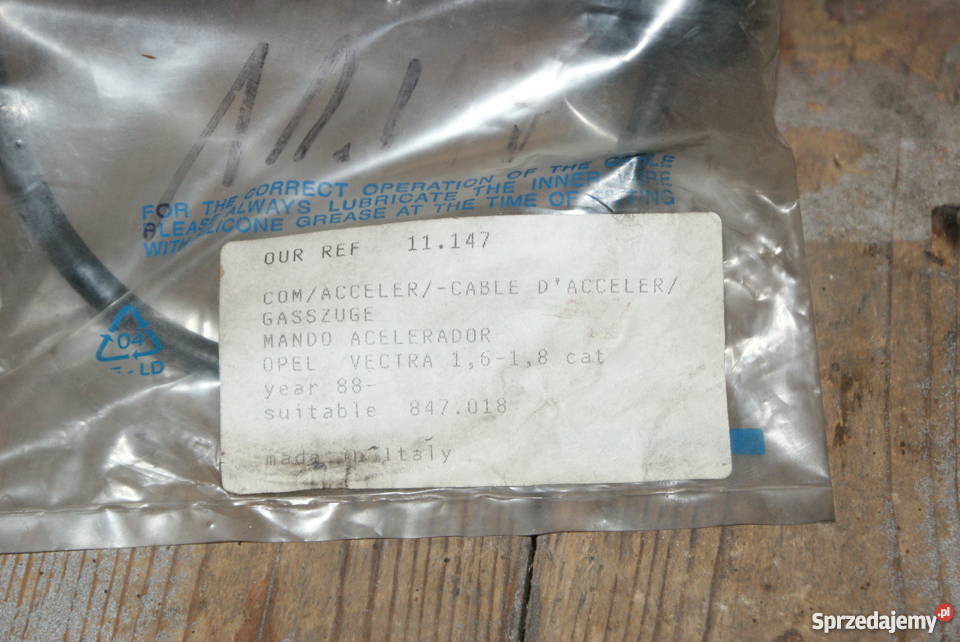 FOR THE CORRECT OPERATION OF THE CABLE
PLEASE ALWAYS LUBRICATE THE INNER WIRE
WITH SILICONE GREASE AT THE TIME OF FITTING
OUR REF 11.147
COM/ACCELER/-CABLE D'ACCELER/
GASSZUGE
MANDO ACELERADOR
OPEL VECTRA 1,6-1,8 cat
year 88-
suitable 847.018
made in Italy
04
-LD
Sprzedajemy.pl